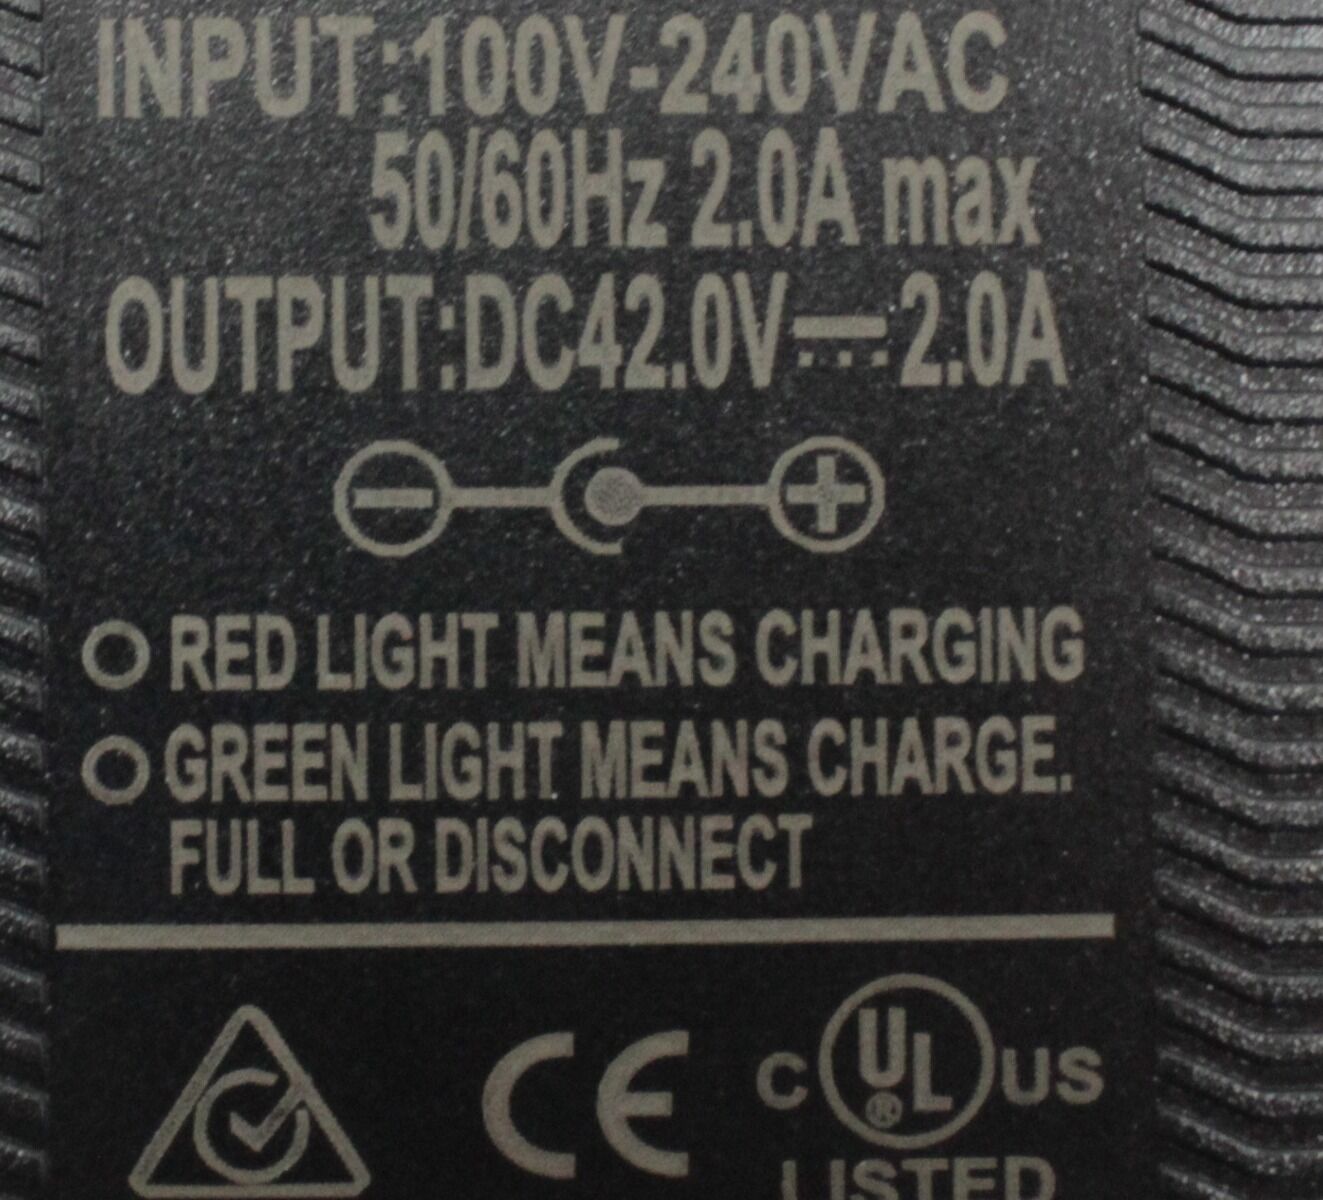 INPUT:100V-240VAC
50/60Hz 2.0A max
OUTPUT:DC42.0V⎓2.0A
RED LIGHT MEANS CHARGING
GREEN LIGHT MEANS CHARGE.
FULL OR DISCONNECT
CE
C UL® US
LISTED